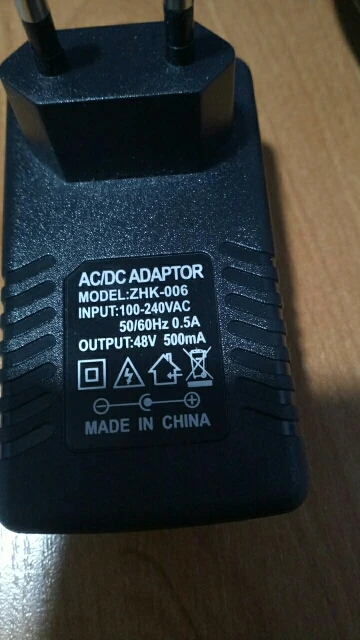 AC/DC ADAPTOR
MODEL:ZHK-006
INPUT:100-240VAC
50/60Hz 0.5A
OUTPUT:48V 500mA
MADE IN CHINA